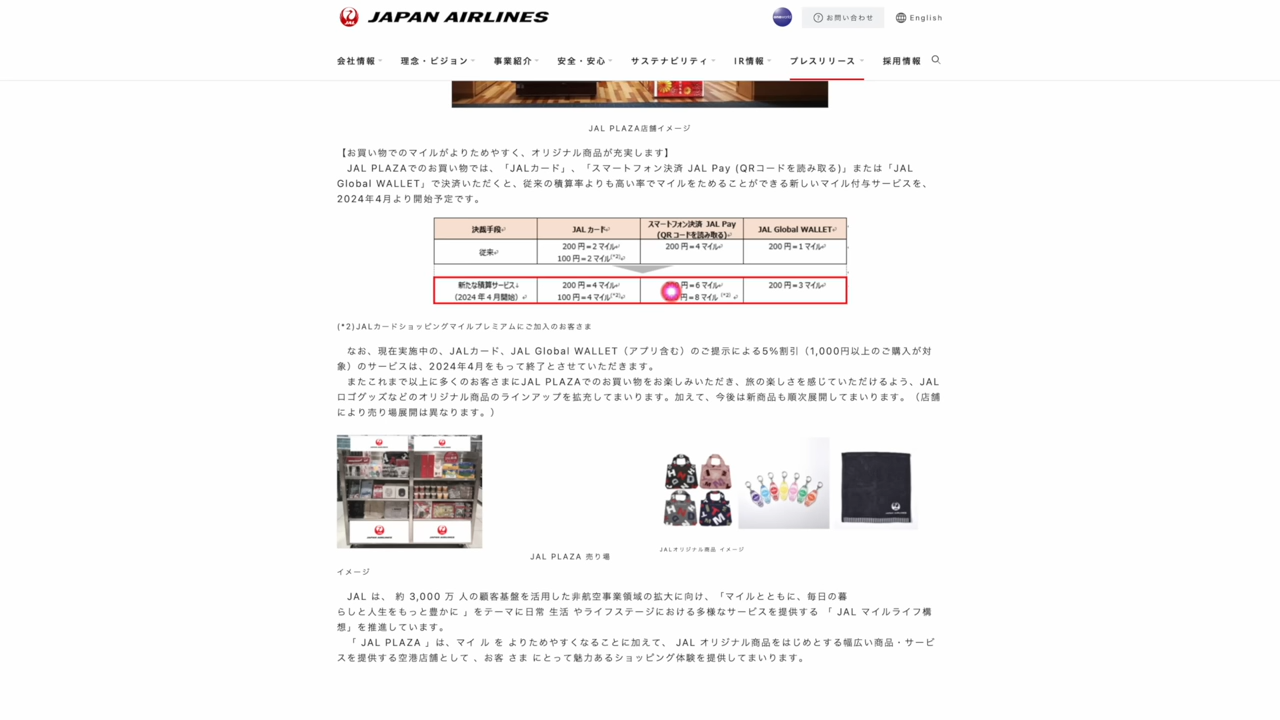 JAL JAPAN AIRLINES
oneworld
お問い合わせ
English
会社情報 理念・ビジョン 事業紹介 安全・安心 サステナビリティ IR情報 プレスリリース 採用情報
JAL PLAZA店舗イメージ
【お買い物でのマイルがよりためやすく、オリジナル商品が充実します】
JAL PLAZAでのお買い物では、「JALカード」、「スマートフォン決済 JAL Pay (QRコードを読み取る)」または「JAL
Global WALLET」で決済いただくと、従来の積算率よりも高い率でマイルをためることができる新しいマイル付与サービスを、
2024年4月より開始予定です。
決裁手段 JALカード スマートフォン決済 JAL Pay (QRコードを読み取る) JAL Global WALLET
従来 200円=2マイル 200円=4マイル 200円=1マイル
100円=2マイル(*2)
新たな積算サービス 200円=4マイル 円=6マイル 200円=3マイル
(2024年4月開始) 100円=4マイル(*2) 円=8マイル (*2)
(*2)JALカードショッピングマイルプレミアムにご加入のお客さま
なお、現在実施中の、JALカード、JAL Global WALLET（アプリ含む）のご提示による5%割引（1,000円以上のご購入が対
象）のサービスは、2024年4月をもって終了とさせていただきます。
またこれまで以上に多くのお客さまにJAL PLAZAでのお買い物をお楽しみいただき、旅の楽しさを感じていただけるよう、JAL
ロゴグッズなどのオリジナル商品のラインアップを拡充してまいります。加えて、今後は新商品も順次展開してまいります。（店舗
により売り場展開は異なります。）
JAPAN AIRLINES JAPAN AIRLINES
JAPAN AIRLINES JAPAN AIRLINES
JALオリジナル商品 イメージ
JAL PLAZA 売り場
イメージ
JAL は、 約 3,000 万 人の顧客基盤を活用した非航空事業領域の拡大に向け、「マイルとともに、毎日の暮
らしと人生をもっと豊かに 」をテーマに日常 生活 やライフステージにおける多様なサービスを提供する 「 JAL マイルライフ構
想」を推進しています。
「 JAL PLAZA 」は、マイ ル を よりためやすくなることに加えて、 JAL オリジナル商品をはじめとする幅広い商品・サービ
スを提供する空港店舗として 、お客 さま にとって魅力あるショッピング体験を提供してまいります。